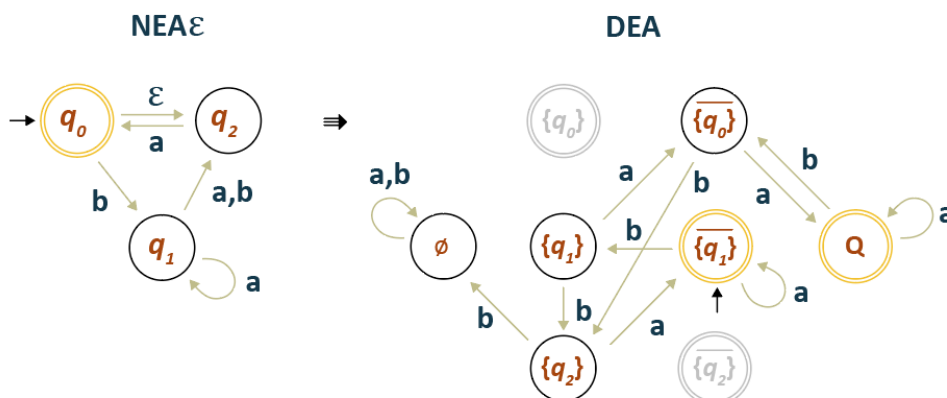 NEAε DEA
q0 ε q2 {q0} {q0}
a
a,b a b
b a,b a
b a
q1 ∅ {q1} b {q1} Q
a b a
b a
{q2} {q2}